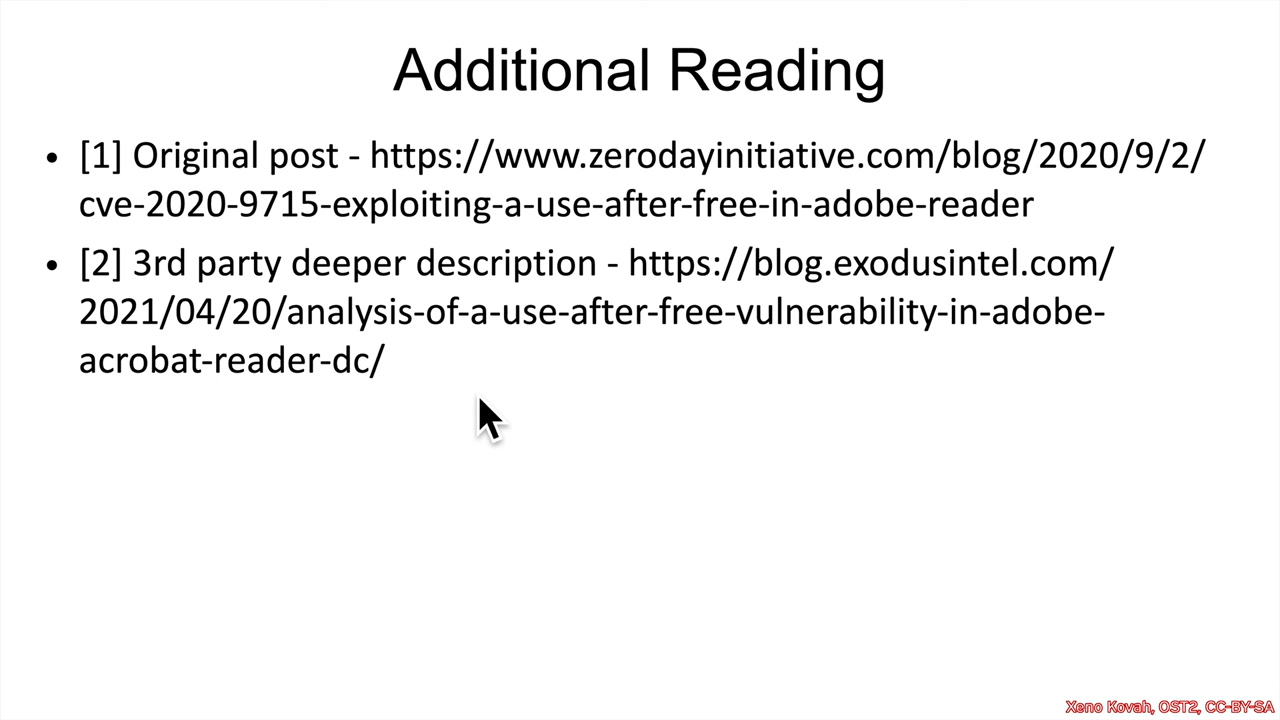 Additional Reading
• [1] Original post - https://www.zerodayinitiative.com/blog/2020/9/2/
cve-2020-9715-exploiting-a-use-after-free-in-adobe-reader
• [2] 3rd party deeper description - https://blog.exodusintel.com/
2021/04/20/analysis-of-a-use-after-free-vulnerability-in-adobe-
acrobat-reader-dc/
Xeno Kovah, OST2, CC-BY-SA